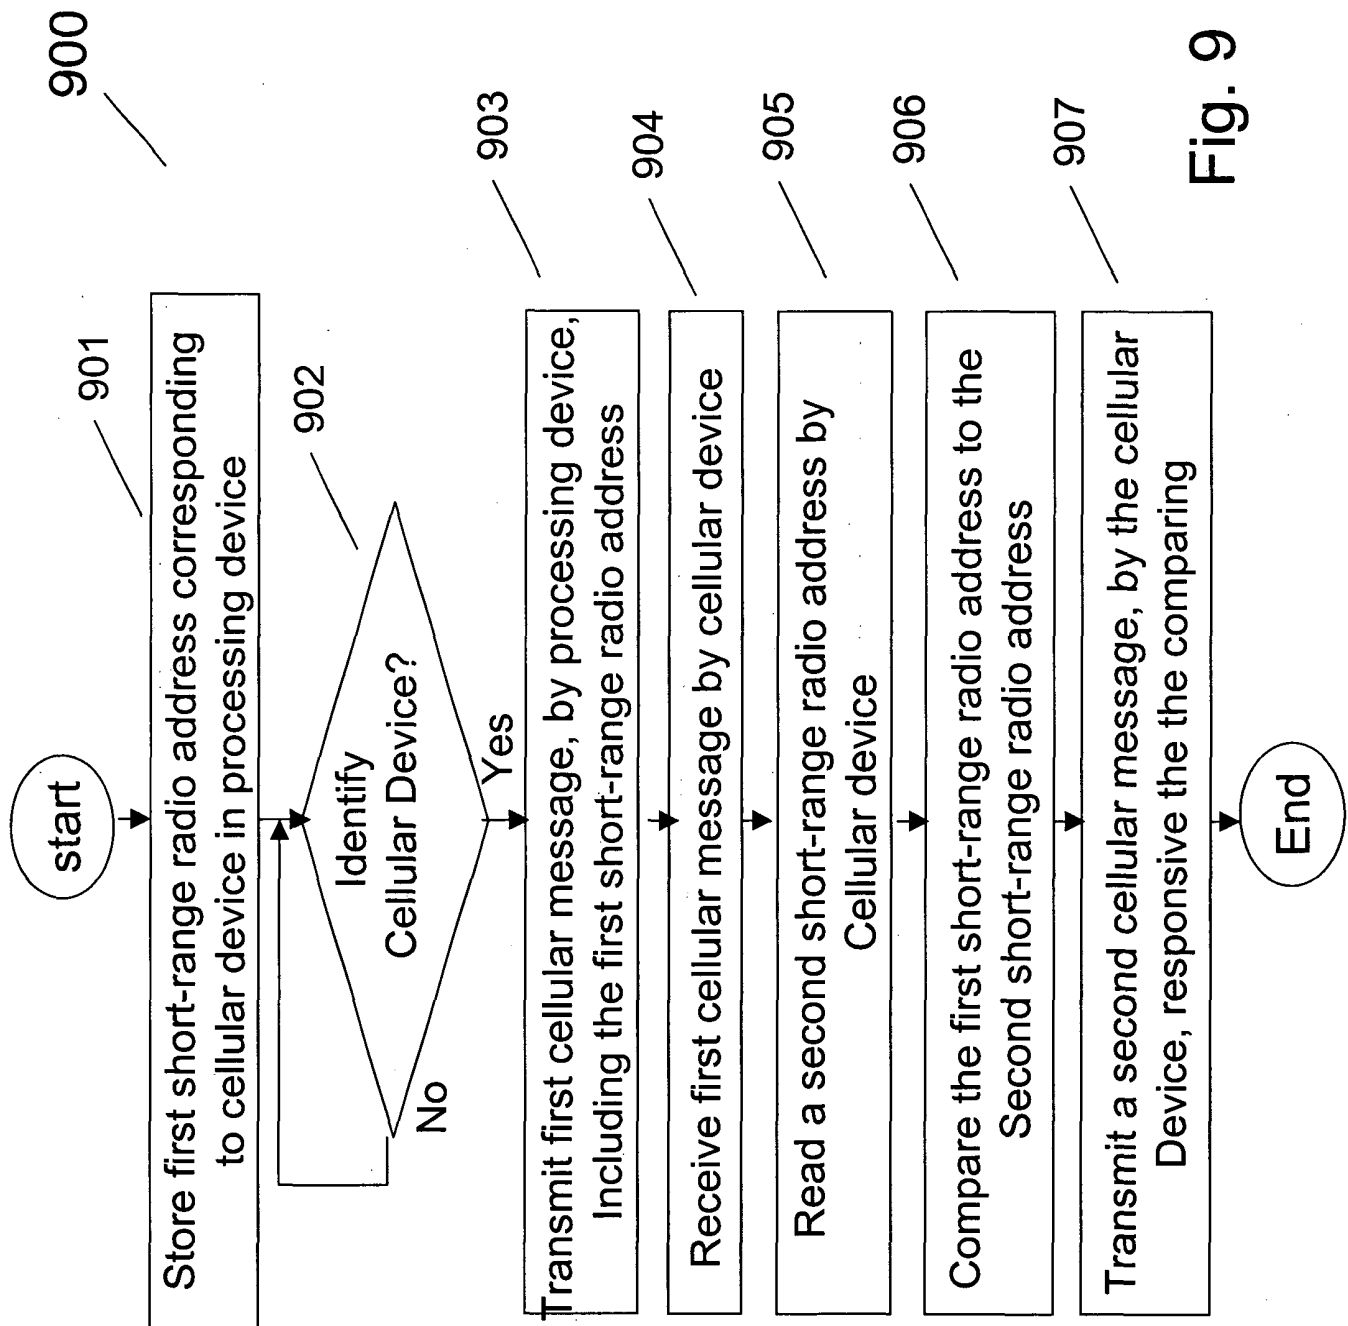 900
start
901
Store first short-range radio address corresponding
to cellular device in processing device
902
Identify
Cellular Device?
No
Yes
903
Transmit first cellular message, by processing device,
Including the first short-range radio address
904
Receive first cellular message by cellular device
905
Read a second short-range radio address by
Cellular device
906
Compare the first short-range radio address to the
Second short-range radio address
907
Transmit a second cellular message, by the cellular
Device, responsive the the comparing
End
Fig. 9